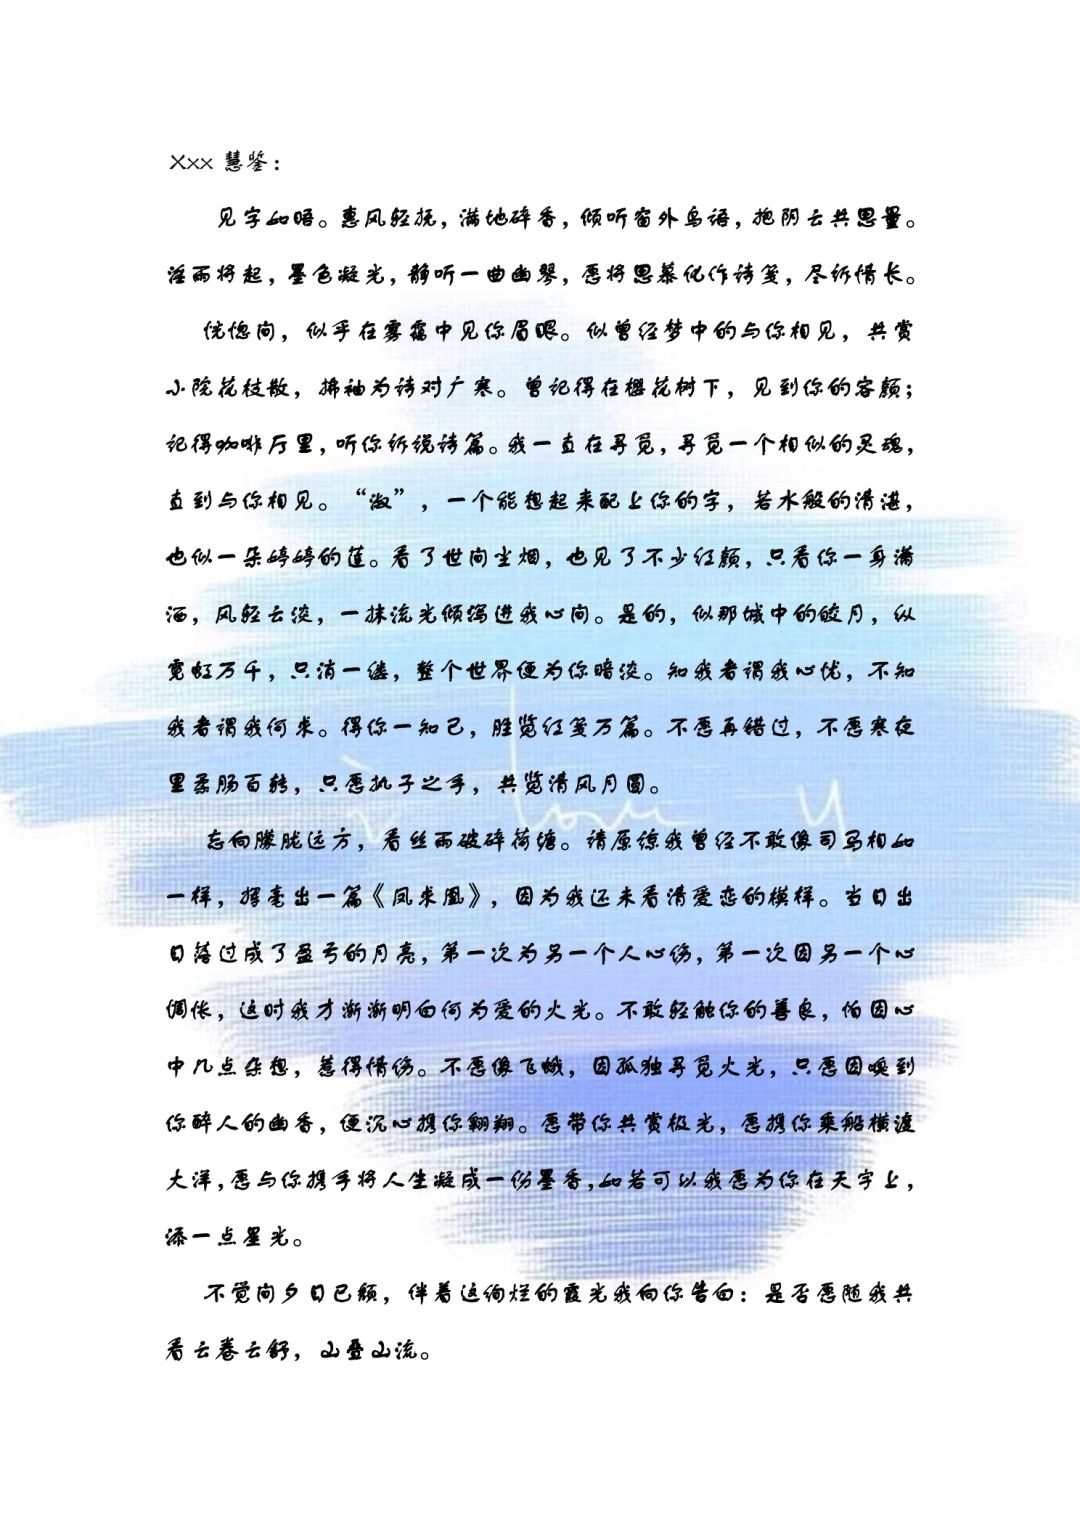 Xxx 慧鉴：
见字如晤。惠风轻抚，满地碎香，倾听窗外鸟语，抱阴云共思量。
淫雨将起，墨色凝光，静听一曲幽琴，愿将思慕化作诗笺，尽诉情长。
恍惚间，似乎在雾霭中见你眉眼。似曾经梦中的与你相见，共赏
小院花枝散，拂袖为诗对广寒。曾记得在樱花树下，见到你的容颜；
记得咖啡厅里，听你诉说诗篇。我一直在寻觅，寻觅一个相似的灵魂，
直到与你相见。“淑”，一个能想起来配上你的字，若水般的清湛，
也似一朵婷婷的莲。看了世间尘烟，也见了不少红颜，只看你一身潇
洒，风轻云淡，一抹流光倾泻进我心间。是的，似那城中的皎月，纵
霓虹万千，只消一缕，整个世界便为你暗淡。知我者谓我心忧，不知
我者谓我何求。得你一知己，胜览红笺万篇。不愿再错过，不愿寒夜
里柔肠百转，只愿执子之手，共览清风月圆。
忘向朦胧远方，看丝雨破碎荷塘。请原谅我曾经不敢像司马相如
一样，挥毫出一篇《凤求凰》，因为我还未看清爱恋的模样。当日出
日落过成了盈亏的月亮，第一次为另一个人心伤，第一次因另一个心
惆怅，这时我才渐渐明白何为爱的火光。不敢轻触你的善良，怕因心
中几点杂想，惹得情伤。不愿像飞蛾，因孤独寻觅火光，只愿因嗅到
你醉人的幽香，便沉心携你翱翔。愿带你共赏极光，愿携你乘船横渡
大洋，愿与你携手将人生凝成一份墨香，如若可以我愿为你在天字上，
添一点星光。
不觉间夕日已颓，伴着这绚烂的霞光我向你告白：是否愿随我共
看云卷云舒，山叠山流。
i love y